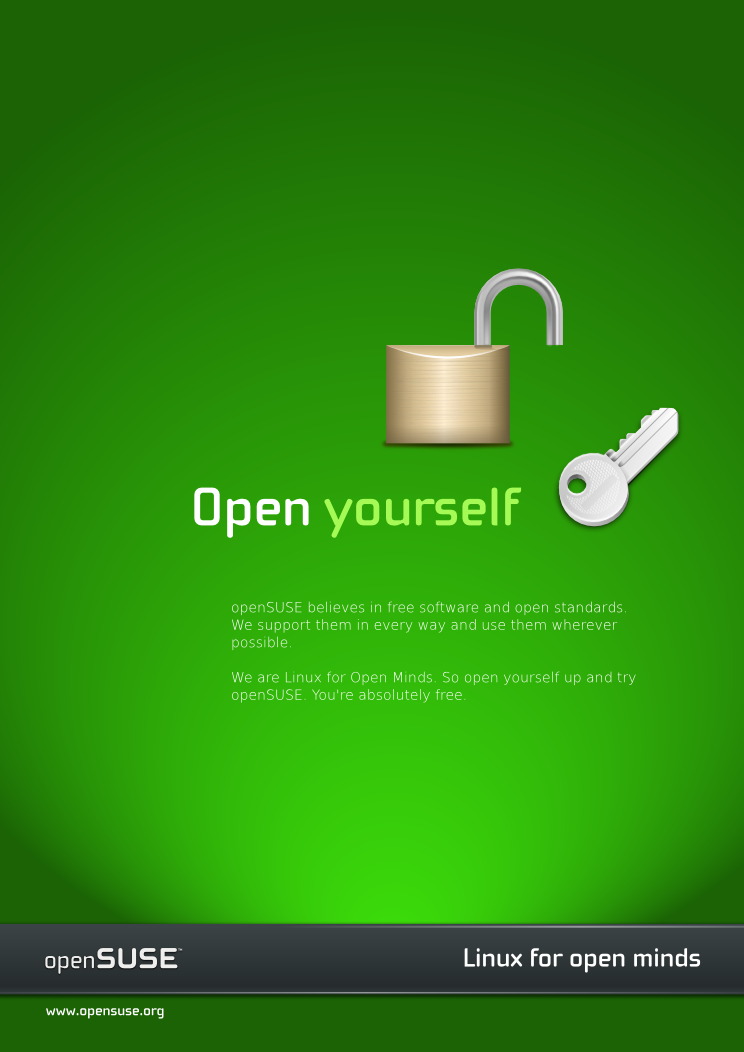 Open yourself
openSUSE believes in free software and open standards.
We support them in every way and use them wherever
possible.
We are Linux for Open Minds. So open yourself up and try
openSUSE. You're absolutely free.
openSUSE™
Linux for open minds
www.opensuse.org